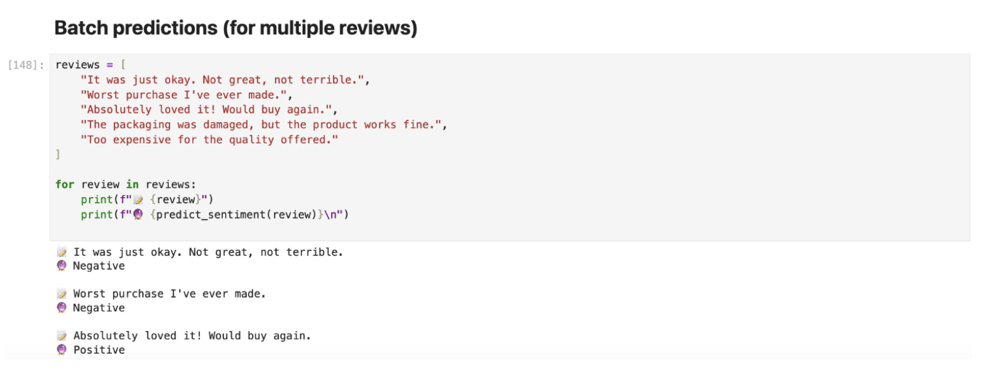 Batch predictions (for multiple reviews)
[148]: reviews = [
    "It was just okay. Not great, not terrible.",
    "Worst purchase I've ever made.",
    "Absolutely loved it! Would buy again.",
    "The packaging was damaged, but the product works fine.",
    "Too expensive for the quality offered."
]
for review in reviews:
    print(f"📝 {review}")
    print(f"🔮 {predict_sentiment(review)}\n")
📝 It was just okay. Not great, not terrible.
🔮 Negative
📝 Worst purchase I've ever made.
🔮 Negative
📝 Absolutely loved it! Would buy again.
🔮 Positive